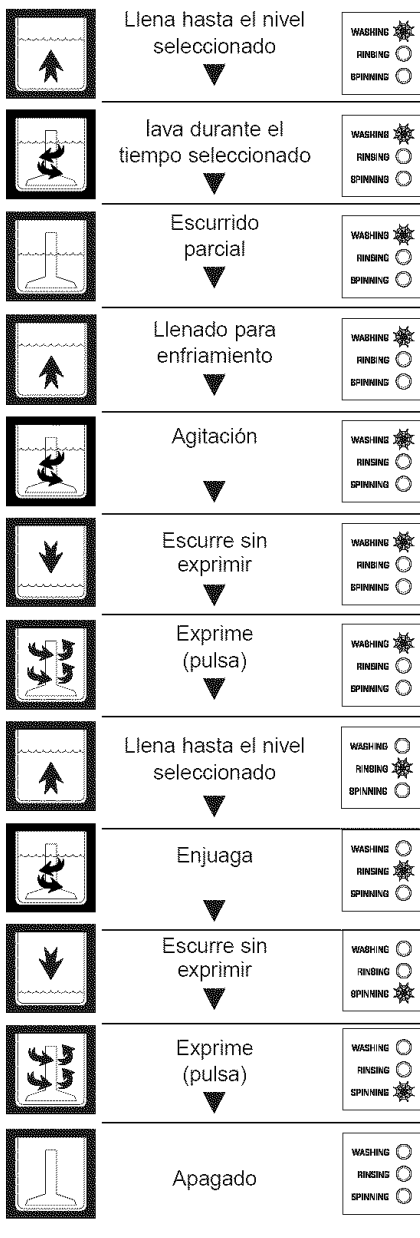 Llena hasta el nivel
seleccionado
WASHING
RINSING
SPINNING
lava durante el
tiempo seleccionado
WASHING
RINSING
SPINNING
Escurrido
parcial
WASHING
RINSING
SPINNING
Llenado para
enfriamiento
WASHING
RINSING
SPINNING
Agitación
WASHING
RINSING
SPINNING
Escurre sin
exprimir
WASHING
RINSING
SPINNING
Exprime
(pulsa)
WASHING
RINSING
SPINNING
Llena hasta el nivel
seleccionado
WASHING
RINSING
SPINNING
Enjuaga
WASHING
RINSING
SPINNING
Escurre sin
exprimir
WASHING
RINSING
SPINNING
Exprime
(pulsa)
WASHING
RINSING
SPINNING
Apagado
WASHING
RINSING
SPINNING